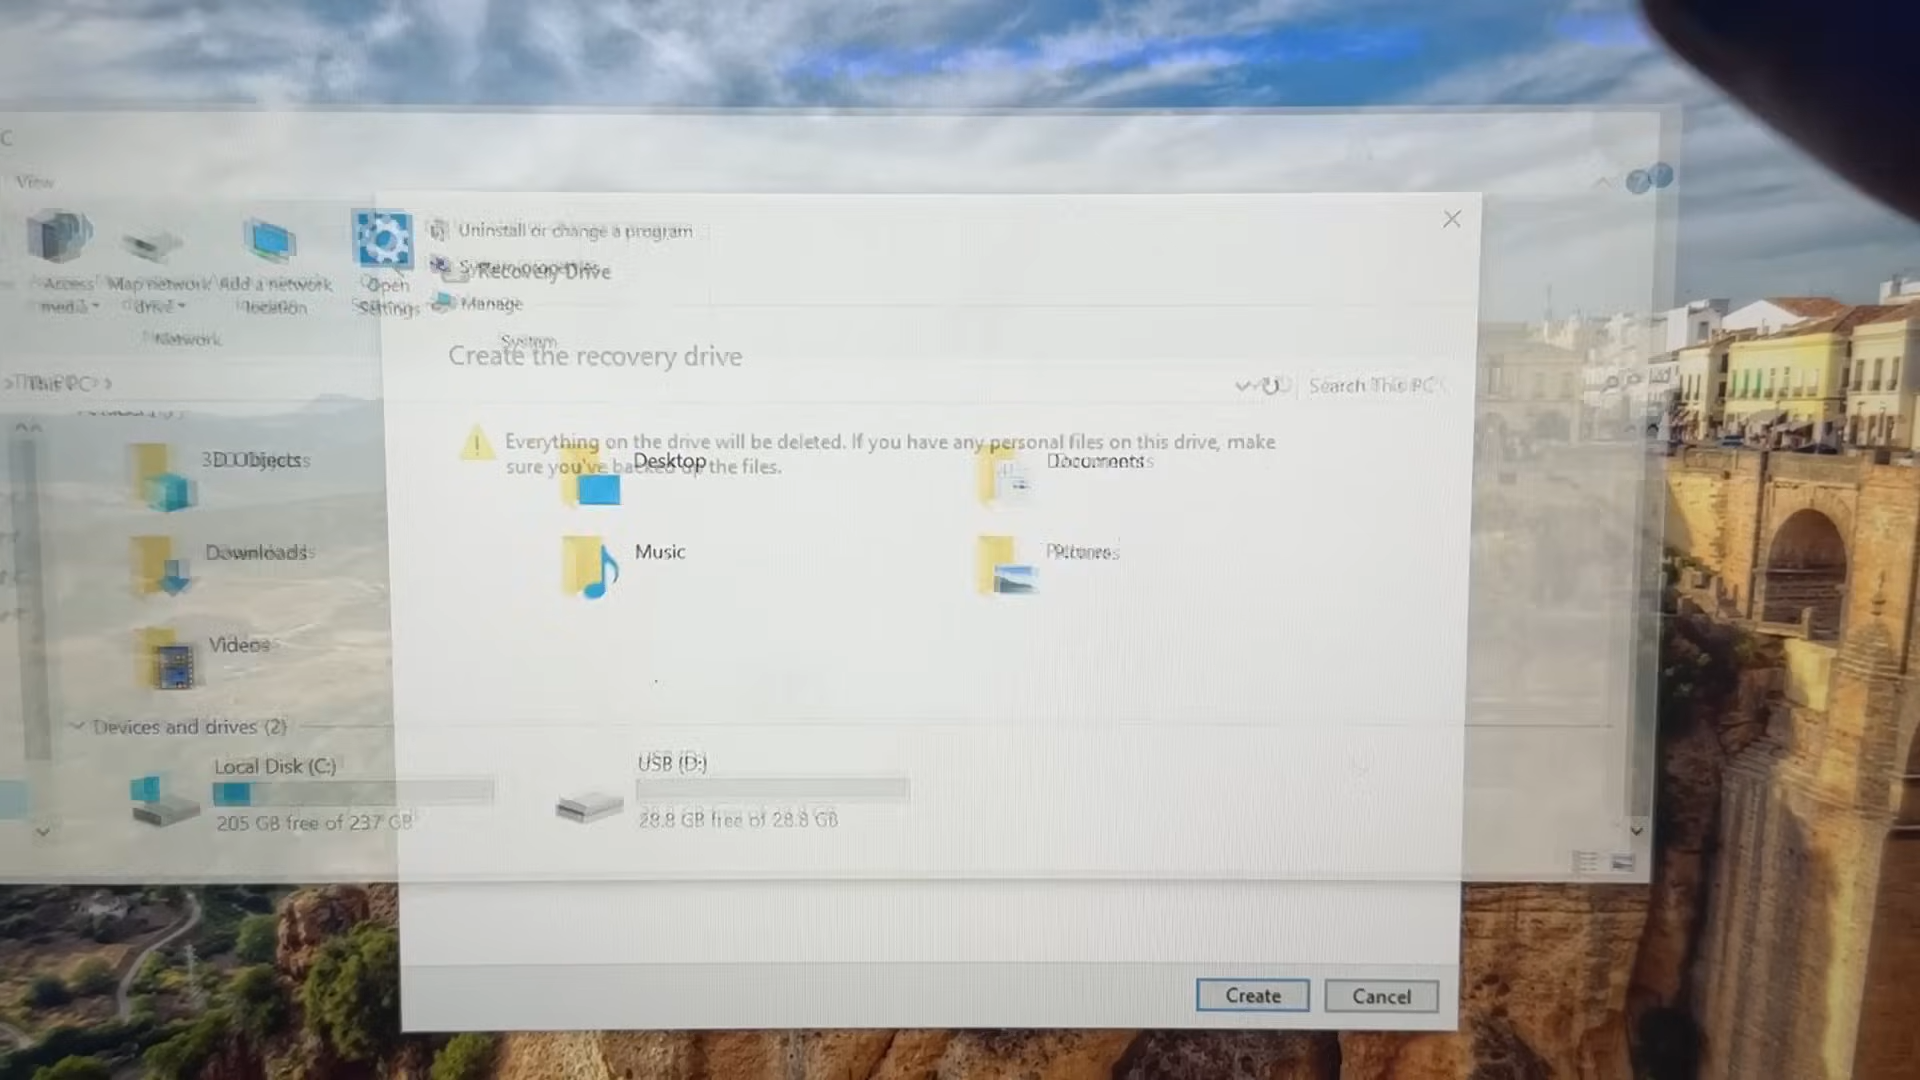 C
View
Uninstall or change a program
Recovery Drive
Access Map network Add a network Open
media drive location Settings Manage
Network System
Create the recovery drive
This PC Search This PC
Everything on the drive will be deleted. If you have any personal files on this drive, make
sure you've backed up the files.
3D Objects Desktop Documents
Downloads Music Pictures
Videos
Devices and drives (2)
Local Disk (C:) USB (D:)
205 GB free of 237 GB 28.8 GB free of 28.8 GB
Create Cancel